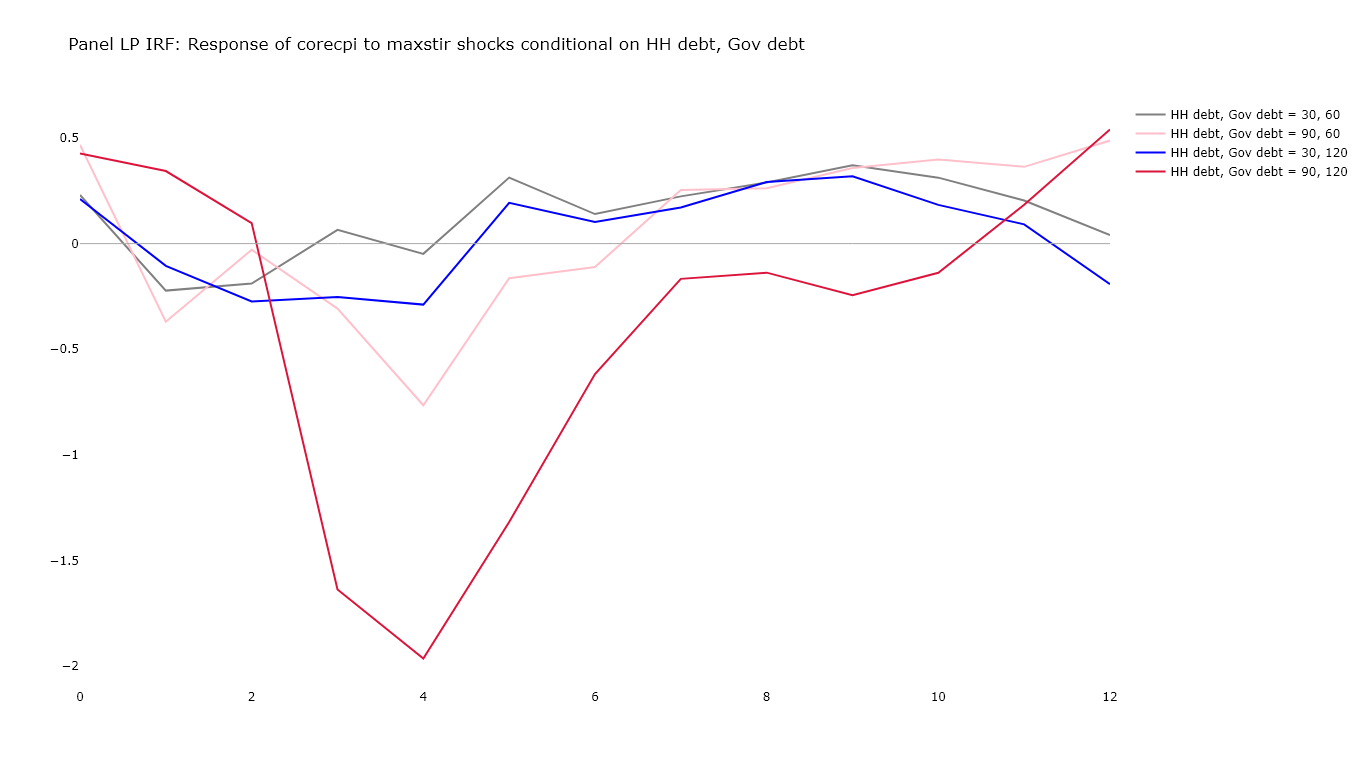 Panel LP IRF: Response of corecpi to maxstir shocks conditional on HH debt, Gov debt
HH debt, Gov debt = 30, 60
HH debt, Gov debt = 90, 60
HH debt, Gov debt = 30, 120
HH debt, Gov debt = 90, 120
0.5
0
−0.5
−1
−1.5
−2
0 2 4 6 8 10 12